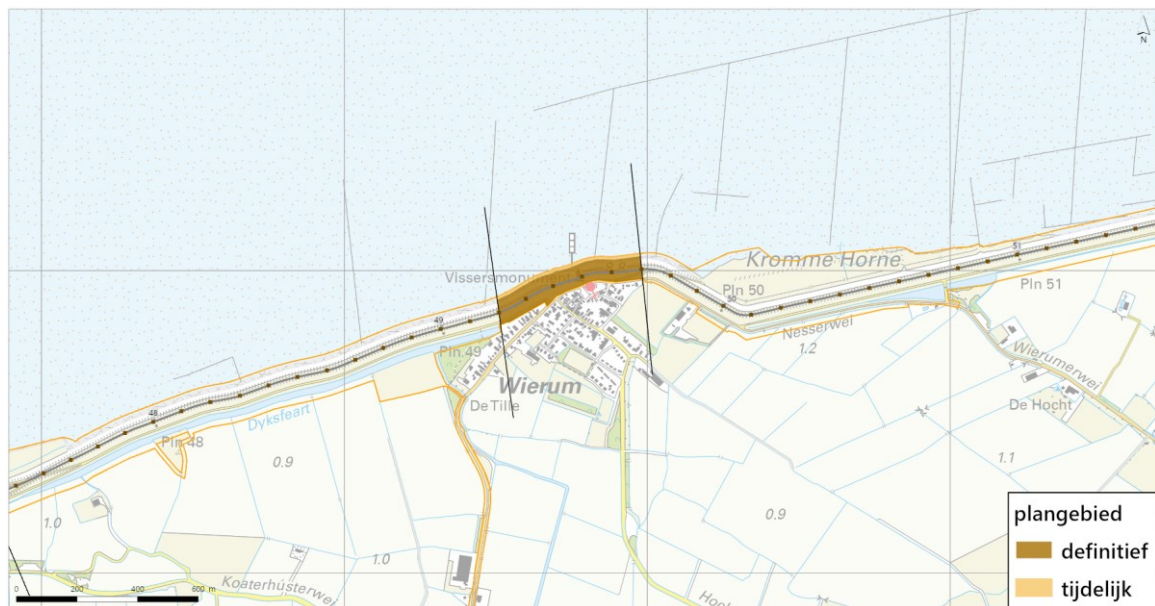 N
Kromme Horne
51
Vissersmonument
Pln 50
50
Pln 51
49
Nesserwei
Pln 49
1.2
Wierum
Wierumerwei
De Tille
De Hocht
48
Dyksfeart
Pln 48
0.9
1.1
1.0
0.9
1.0
Koaterhústerwei
0 200 400 600 m
plangebied
definitief
tijdelijk